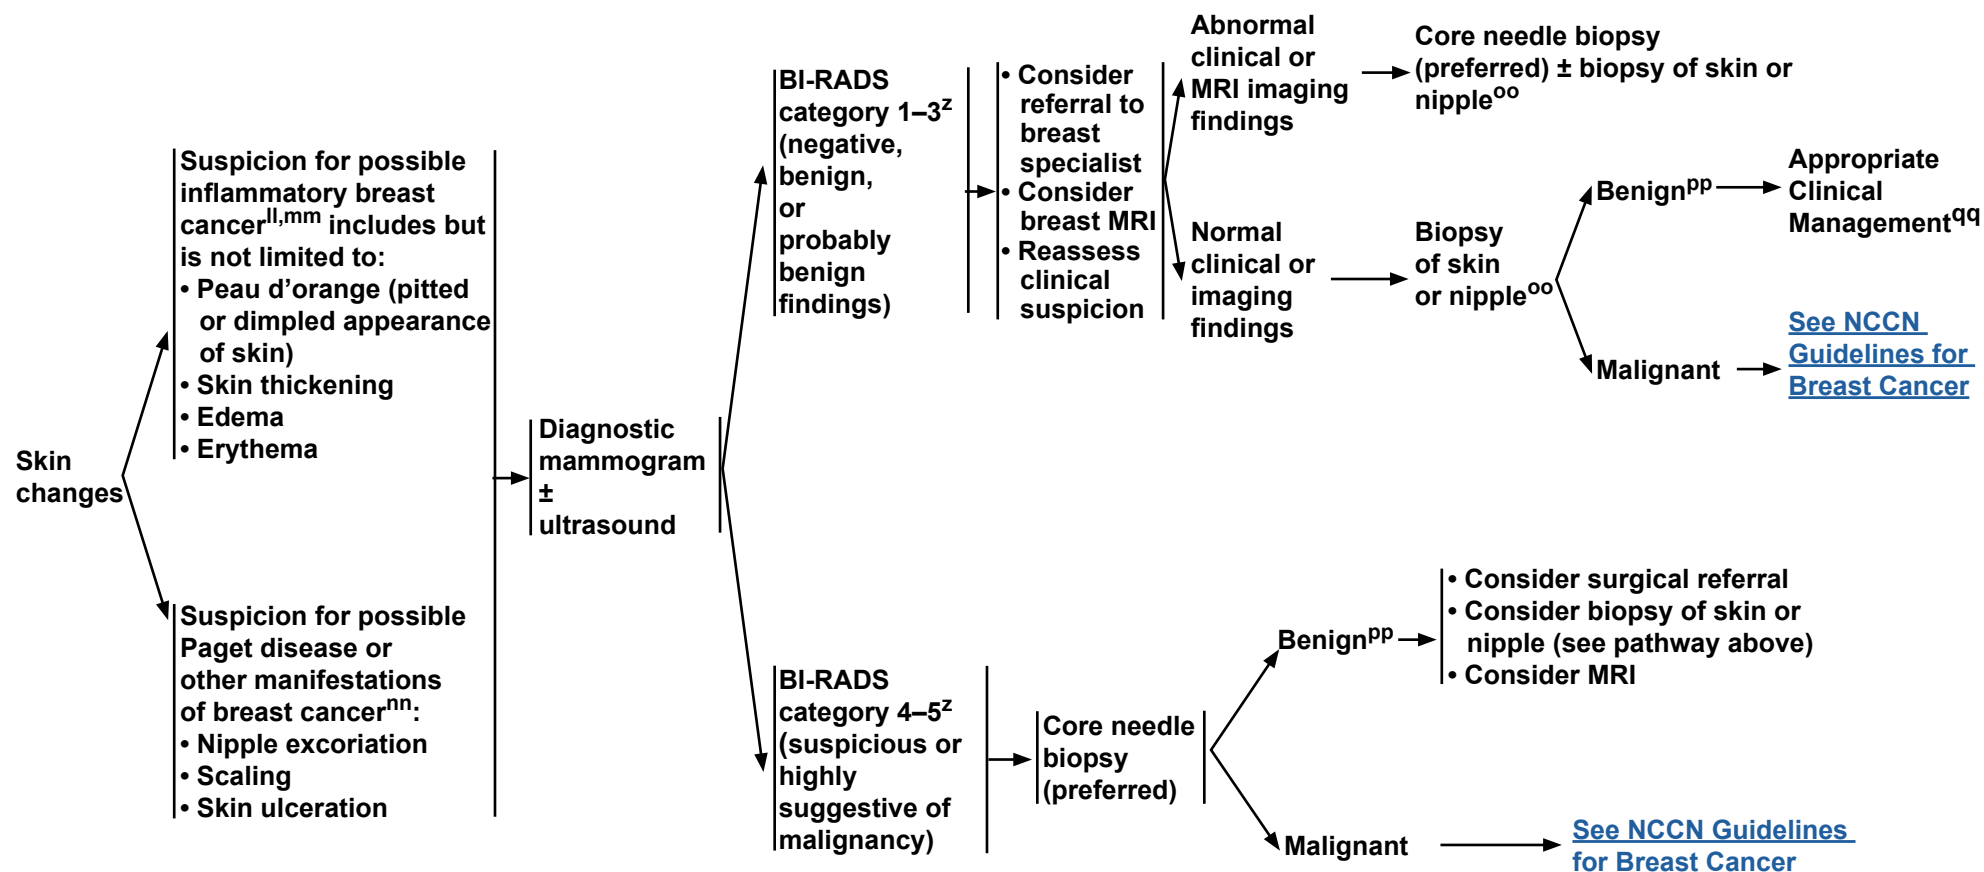 Skin
changes
Suspicion for possible
inflammatory breast
cancerll,mm includes but
is not limited to:
• Peau d’orange (pitted
or dimpled appearance
of skin)
• Skin thickening
• Edema
• Erythema
Suspicion for possible
Paget disease or
other manifestations
of breast cancernn:
• Nipple excoriation
• Scaling
• Skin ulceration
Diagnostic
mammogram
±
ultrasound
BI-RADS
category 1–3z
(negative,
benign,
or
probably
benign
findings)
• Consider
referral to
breast
specialist
• Consider
breast MRI
• Reassess
clinical
suspicion
Abnormal
clinical or
MRI imaging
findings
Core needle biopsy
(preferred) ± biopsy of skin or
nippleoo
Normal
clinical or
imaging
findings
Biopsy
of skin
or nippleoo
Benignpp
Appropriate
Clinical
Managementqq
Malignant
See NCCN
Guidelines for
Breast Cancer
BI-RADS
category 4–5z
(suspicious or
highly
suggestive of
malignancy)
Core needle
biopsy
(preferred)
Benignpp
• Consider surgical referral
• Consider biopsy of skin or
nipple (see pathway above)
• Consider MRI
Malignant
See NCCN Guidelines
for Breast Cancer